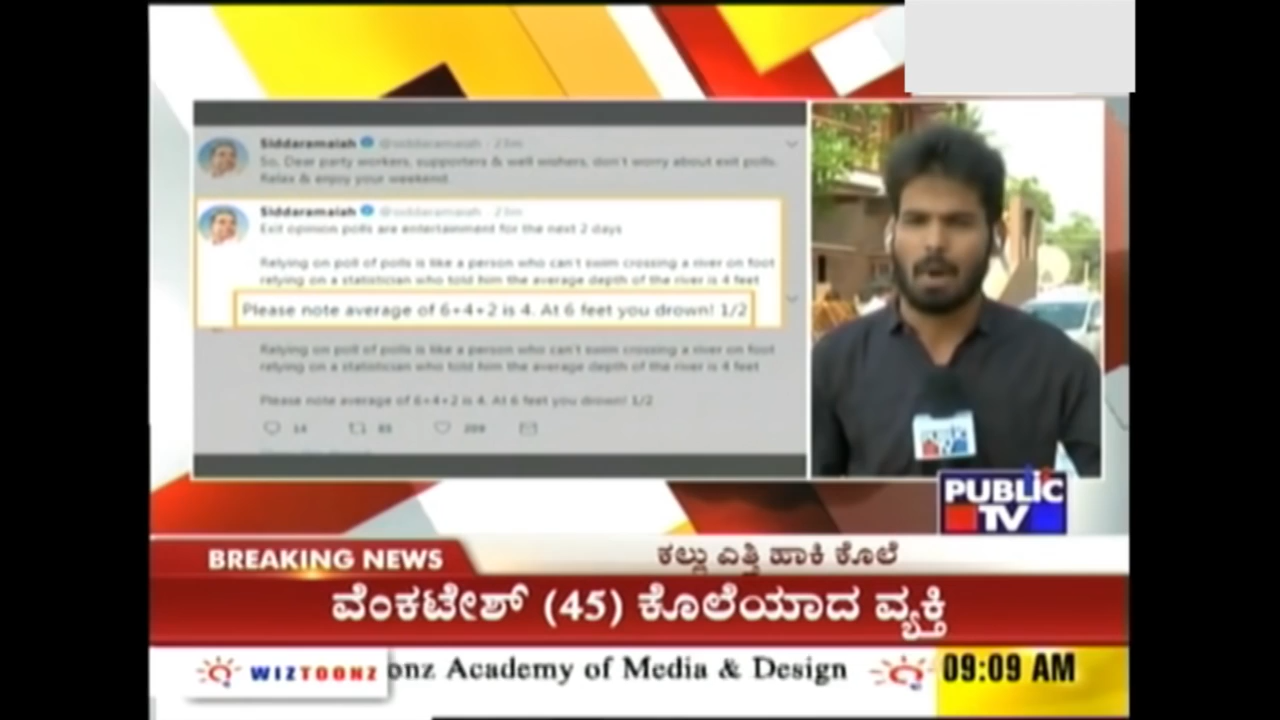 Siddaramaiah @siddaramaiah · 23m
So, Dear party workers, supporters & well wishers, don't worry about exit polls.
Relax & enjoy your weekend.
Siddaramaiah @siddaramaiah · 23m
Exit opinion polls are entertainment for the next 2 days
Relying on poll of polls is like a person who can't swim crossing a river on foot
relying on a statistician who told him the average depth of the river is 4 feet
Please note average of 6+4+2 is 4. At 6 feet you drown! 1/2
Relying on poll of polls is like a person who can't swim crossing a river on foot
relying on a statistician who told him the average depth of the river is 4 feet
Please note average of 6+4+2 is 4. At 6 feet you drown! 1/2
14
PUBLiC
TV
BREAKING NEWS
ಕಲ್ಲು ಎತ್ತಿ ಹಾಕಿ ಕೊಲೆ
ವೆಂಕಟೇಶ್ (45) ಕೊಲೆಯಾದ ವ್ಯಕ್ತಿ
WIZTOONZ
onz Academy of Media & Design
09:09 AM